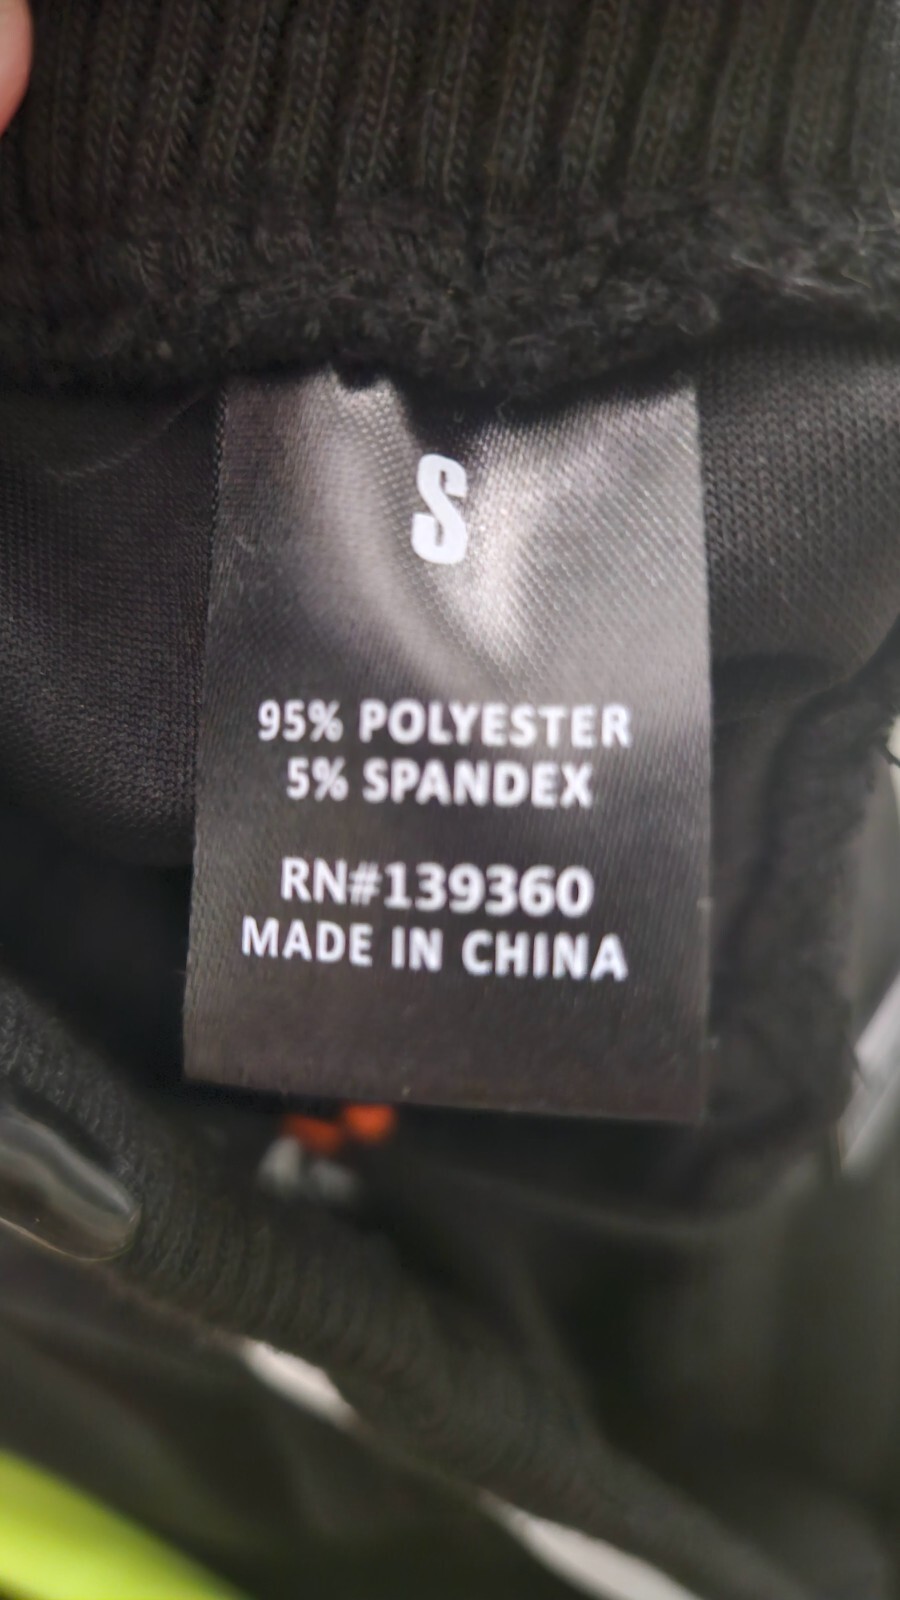 S
95% POLYESTER
5% SPANDEX
RN#139360
MADE IN CHINA